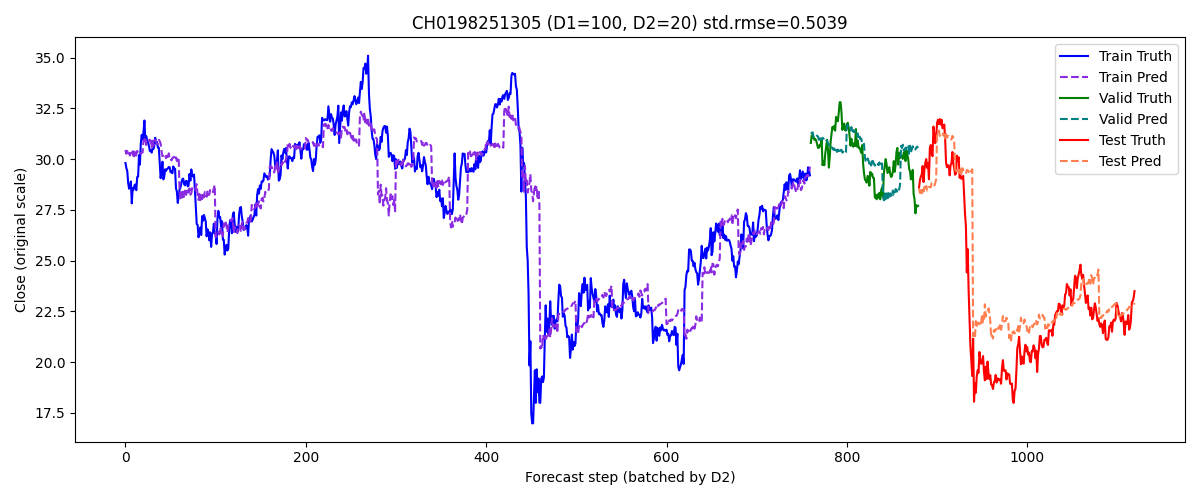 CH0198251305 (D1=100, D2=20) std.rmse=0.5039
Close (original scale)
35.0
32.5
30.0
27.5
25.0
22.5
20.0
17.5
Train Truth
Train Pred
Valid Truth
Valid Pred
Test Truth
Test Pred
0
200
400
600
800
1000
Forecast step (batched by D2)